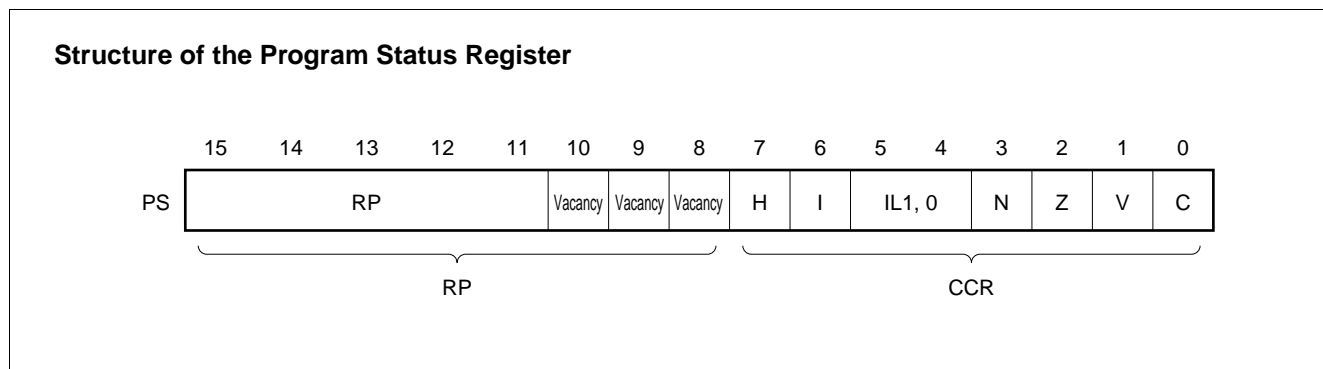 Structure of the Program Status Register
15 14 13 12 11 10 9 8 7 6 5 4 3 2 1 0
PS RP Vacancy Vacancy Vacancy H I IL1, 0 N Z V C
RP CCR